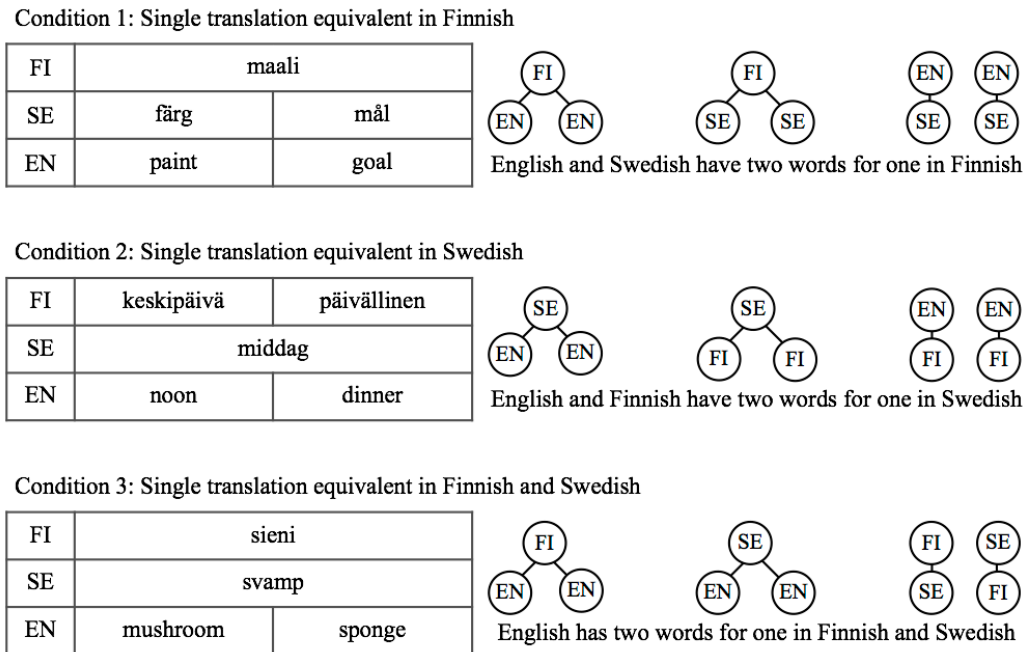 Condition 1: Single translation equivalent in Finnish
FI maali
SE färg mål
EN paint goal
FI FI EN EN
EN EN SE SE SE SE
English and Swedish have two words for one in Finnish
Condition 2: Single translation equivalent in Swedish
FI keskipäivä päivällinen
SE middag
EN noon dinner
SE SE EN EN
EN EN FI FI FI FI
English and Finnish have two words for one in Swedish
Condition 3: Single translation equivalent in Finnish and Swedish
FI sieni
SE svamp
EN mushroom sponge
FI SE FI SE
EN EN EN EN SE FI
English has two words for one in Finnish and Swedish